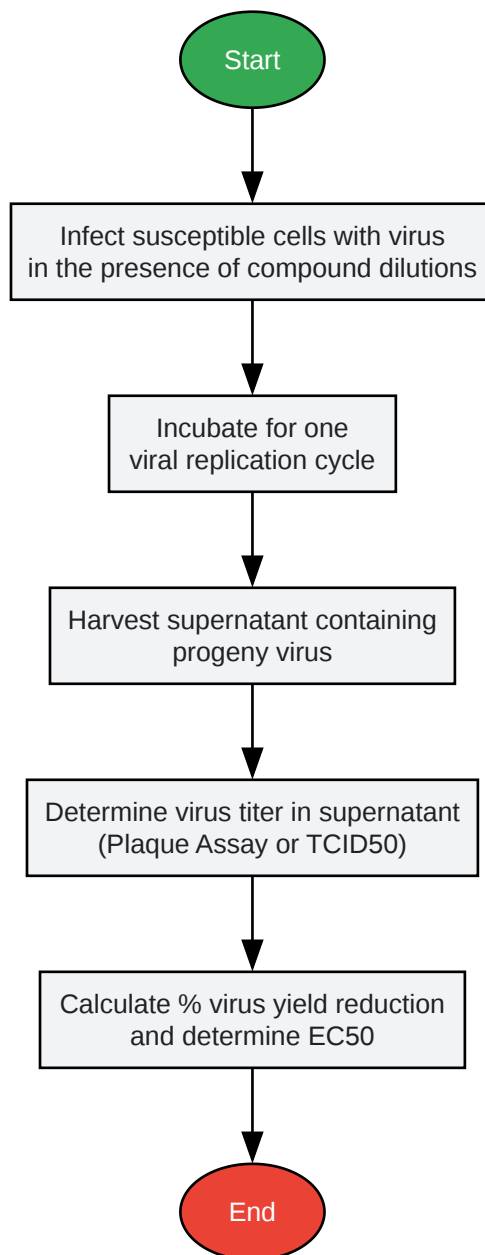 Start
Infect susceptible cells with virus
in the presence of compound dilutions
Incubate for one
viral replication cycle
Harvest supernatant containing
progeny virus
Determine virus titer in supernatant
(Plaque Assay or TCID50)
Calculate % virus yield reduction
and determine EC50
End